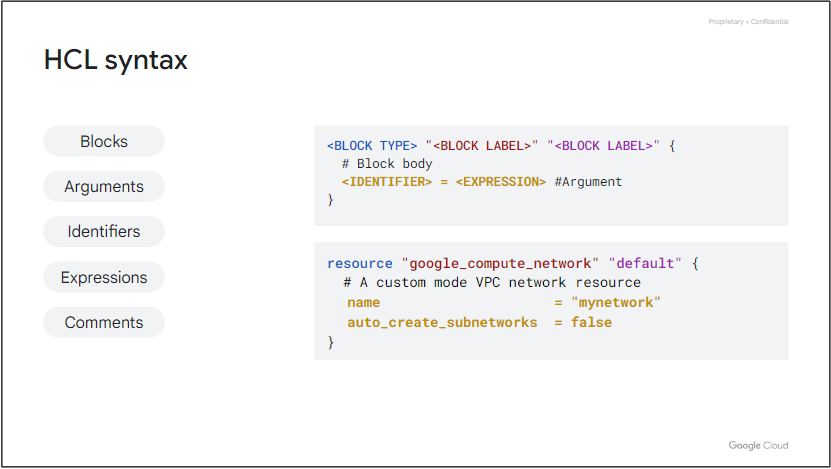 Proprietary + Confidential
HCL syntax
Blocks
Arguments
Identifiers
Expressions
Comments
<BLOCK TYPE> "<BLOCK LABEL>" "<BLOCK LABEL>" {
# Block body
<IDENTIFIER> = <EXPRESSION> #Argument
}
resource "google_compute_network" "default" {
# A custom mode VPC network resource
name = "mynetwork"
auto_create_subnetworks = false
}
Google Cloud